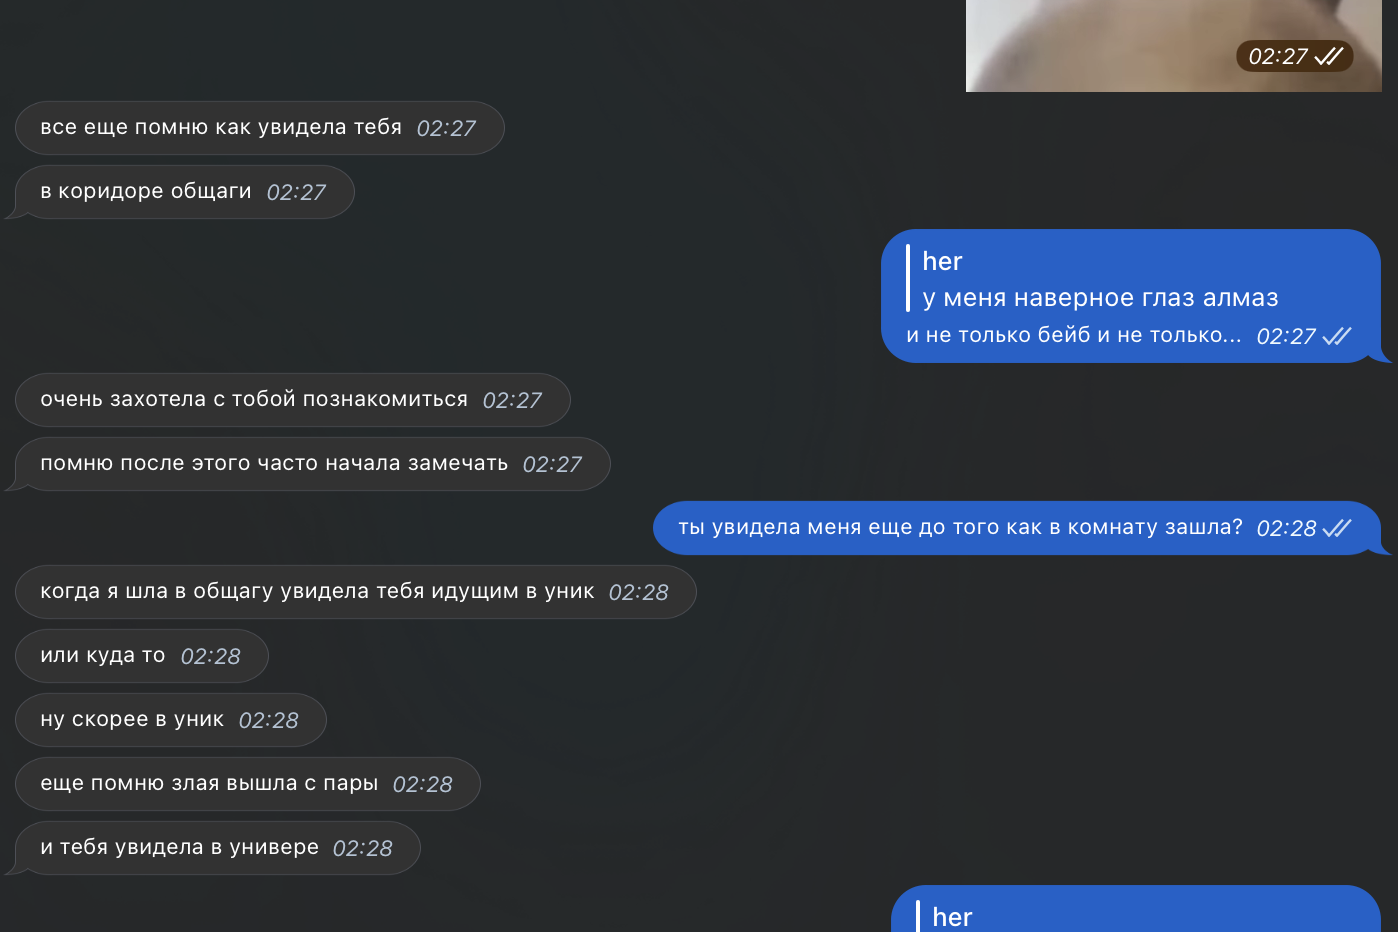 02:27
все еще помню как увидела тебя 02:27
в коридоре общаги 02:27
her
у меня наверное глаз алмаз
и не только бейб и не только... 02:27
очень захотела с тобой познакомиться 02:27
помню после этого часто начала замечать 02:27
ты увидела меня еще до того как в комнату зашла? 02:28
когда я шла в общагу увидела тебя идущим в уник 02:28
или куда то 02:28
ну скорее в уник 02:28
еще помню злая вышла с пары 02:28
и тебя увидела в универе 02:28
her